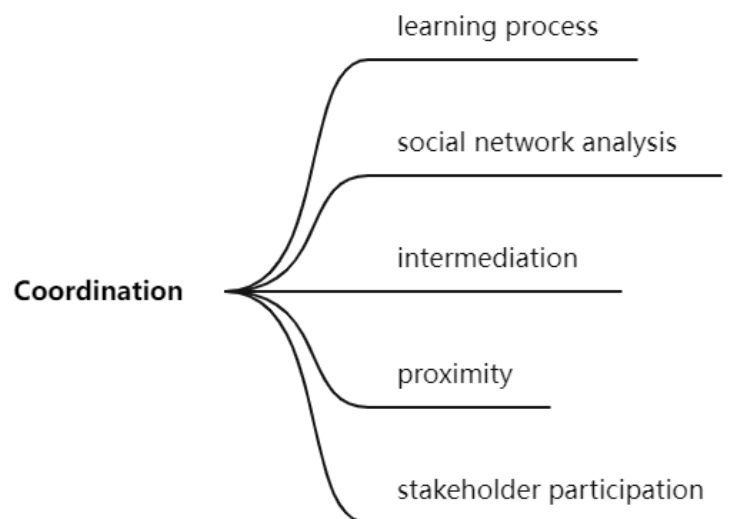 learning process
social network analysis
intermediation
Coordination
proximity
stakeholder participation